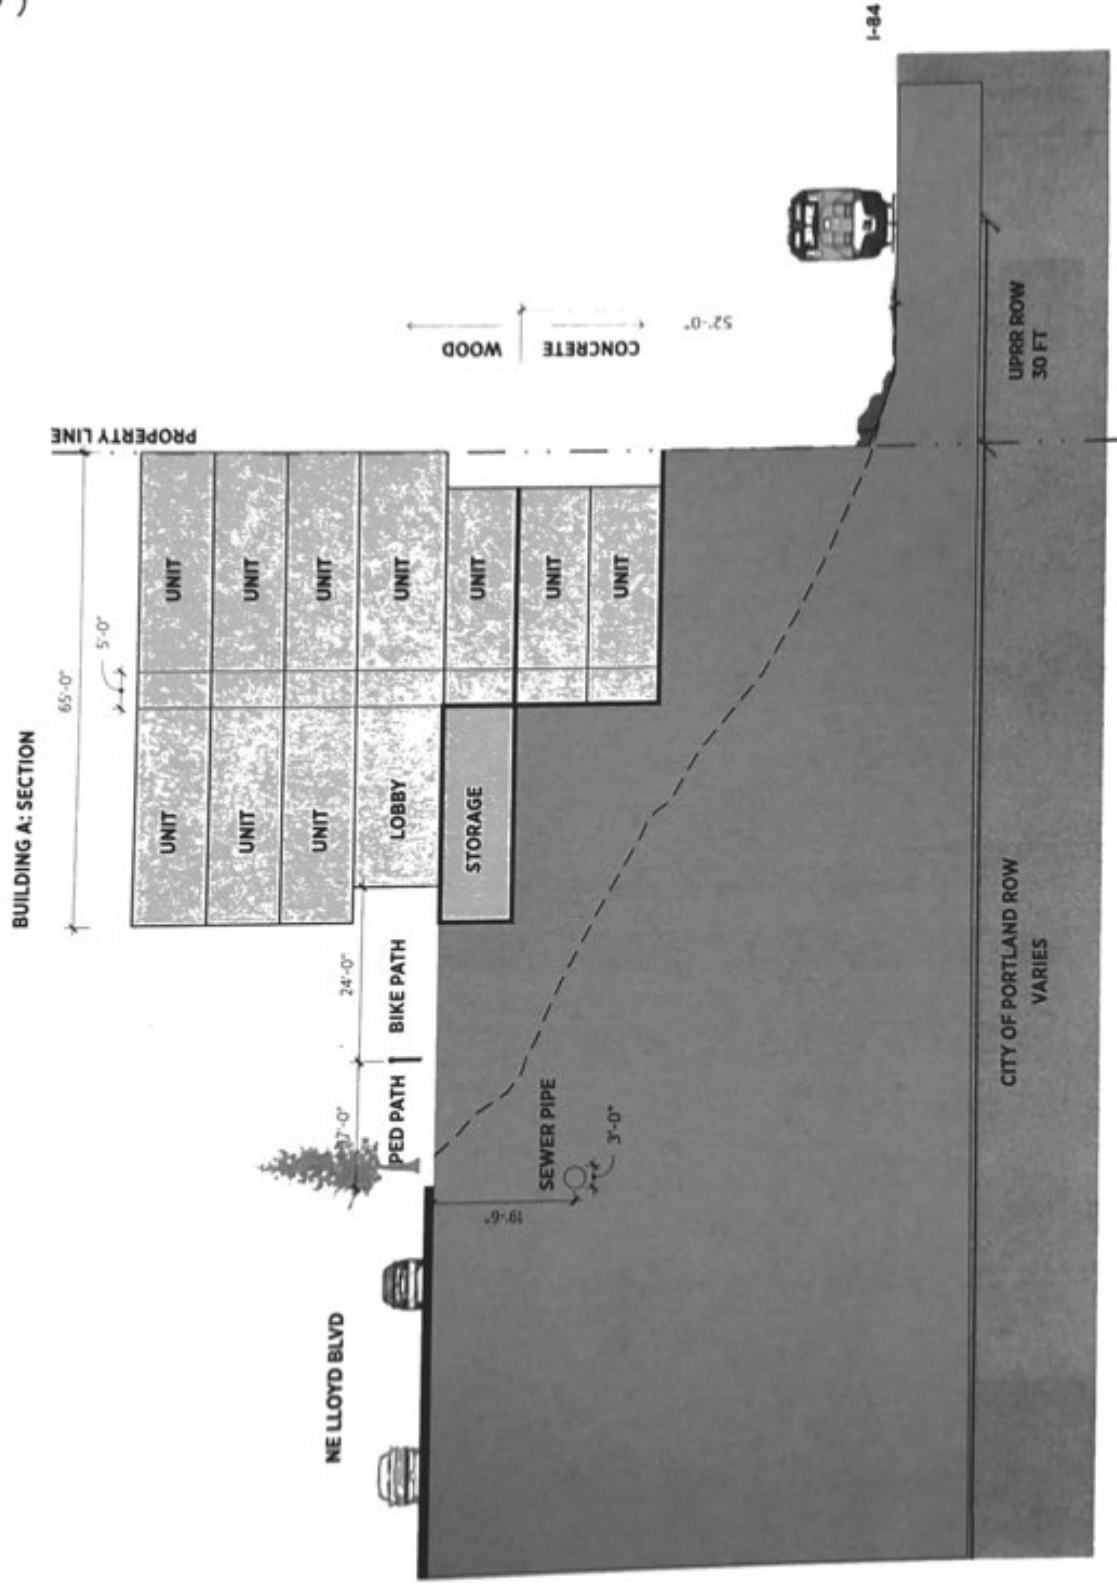 BUILDING A: SECTION
65'-0"
5'-0"
PROPERTY LINE
UNIT
UNIT
UNIT
UNIT
UNIT
UNIT
LOBBY
UNIT
STORAGE
UNIT
UNIT
UNIT
WOOD
CONCRETE
52'-0"
I-84
24'-0"
PED PATH
BIKE PATH
NE LLOYD BLVD
19'-6"
SEWER PIPE
3'-0"
UPRR ROW
30 FT
CITY OF PORTLAND ROW
VARIES